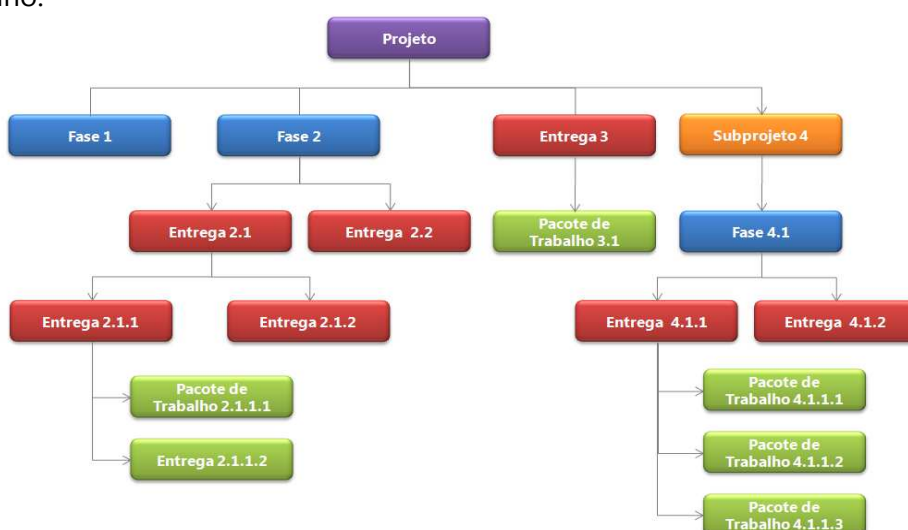 Projeto
Fase 1
Fase 2
Entrega 3
Subprojeto 4
Entrega 2.1
Entrega 2.2
Pacote de
Trabalho 3.1
Fase 4.1
Entrega 2.1.1
Entrega 2.1.2
Entrega 4.1.1
Entrega 4.1.2
Pacote de
Trabalho 2.1.1.1
Entrega 2.1.1.2
Pacote de
Trabalho 4.1.1.1
Pacote de
Trabalho 4.1.1.2
Pacote de
Trabalho 4.1.1.3